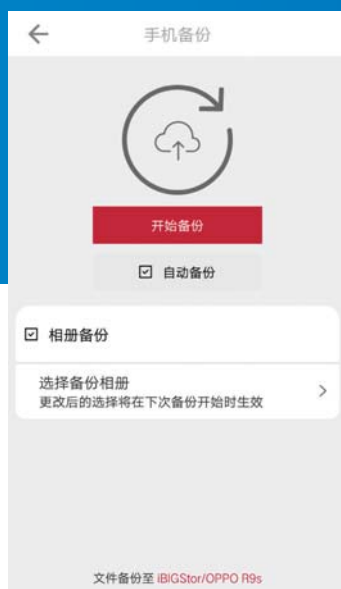 手机备份
开始备份
自动备份
相册备份
选择备份相册
更改后的选择将在下次备份开始时生效
文件备份至 iBIGStor/OPPO R9s